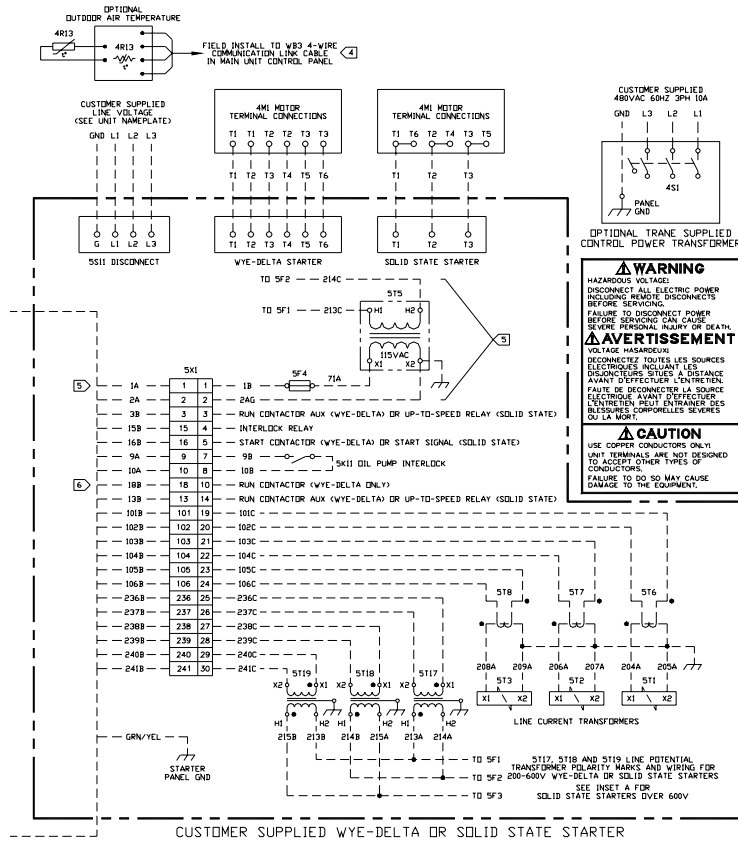 OPTIONAL
OUTDOOR AIR TEMPERATURE
4R13
4R13
t°
t°
FIELD INSTALL TO WB3 4-WIRE
COMMUNICATION LINK CABLE
IN MAIN UNIT CONTROL PANEL
4
CUSTOMER SUPPLIED
LINE VOLTAGE
(SEE UNIT NAMEPLATE)
GND L1 L2 L3
4M1 MOTOR
TERMINAL CONNECTIONS
T1 T1 T2 T2 T3 T3
T1 T2 T3 T4 T5 T6
4M1 MOTOR
TERMINAL CONNECTIONS
T1 T6 T2 T4 T3 T5
T1 T2 T3
CUSTOMER SUPPLIED
480VAC 60HZ 3PH 10A
GND L3 L2 L1
4S1
PANEL
GND
OPTIONAL TRANE SUPPLIED
CONTROL POWER TRANSFORMER
G L1 L2 L3
5S11 DISCONNECT
T1 T2 T3 T4 T5 T6
WYE-DELTA STARTER
T1 T2 T3
SOLID STATE STARTER
WARNING
HAZARDOUS VOLTAGE!
DISCONNECT ALL ELECTRIC POWER
INCLUDING REMOTE DISCONNECTS
BEFORE SERVICING.
FAILURE TO DISCONNECT POWER
BEFORE SERVICING CAN CAUSE
SEVERE PERSONAL INJURY OR DEATH.
AVERTISSEMENT
VOLTAGE HASARDEUX!
DECONNECTEZ TOUTES LES SOURCES
ELECTRIQUES INCLUANT LES
DISJONCTEURS SITUES A DISTANCE
AVANT D'EFFECTUER L'ENTRETIEN.
FAUTE DE DECONNECTER LA SOURCE
ELECTRIQUE AVANT D'EFFECTUER
L'ENTRETIEN PEUT ENTRAINER DES
BLESSURES CORPORELLES SEVERES
OU LA MORT.
CAUTION
USE COPPER CONDUCTORS ONLY!
UNIT TERMINALS ARE NOT DESIGNED
TO ACCEPT OTHER TYPES OF
CONDUCTORS.
FAILURE TO DO SO MAY CAUSE
DAMAGE TO THE EQUIPMENT.
TO 5F2 214C
5T5
TO 5F1 213C H1 H2
115VAC
X1 X2
5
5X1
5F4
71A
5 1A 1 1 1B
2A 2 2 2AG
3B 3 3 RUN CONTACTOR AUX (WYE-DELTA) OR UP-TO-SPEED RELAY (SOLID STATE)
15B 15 4 INTERLOCK RELAY
16B 16 5 START CONTACTOR (WYE-DELTA) OR START SIGNAL (SOLID STATE)
9A 9 7 9B
5K11 OIL PUMP INTERLOCK
10A 10 8 10B
6 18B 18 10 RUN CONTACTOR (WYE-DELTA ONLY)
13B 13 14 RUN CONTACTOR AUX (WYE-DELTA) OR UP-TO-SPEED RELAY (SOLID STATE)
101B 101 19 101C
102B 102 20 102C
103B 103 21 103C
104B 104 22 104C
105B 105 23 105C
106B 106 24 106C
236B 236 25 236C
237B 237 26 237C
238B 238 27 238C
239B 239 28 239C
240B 240 29 240C
241B 241 30 241C
5T8 5T7 5T6
208A 209A 206A 207A 204A 205A
5T3 5T2 5T1
X1 X2 X1 X2 X1 X2
LINE CURRENT TRANSFORMERS
5T19 5T18 5T17
X2 X1 X2 X1 X2 X1
H1 H2 H1 H2 H1 H2
215B 213B 214B 215A 213A 214A
GRN/YEL
STARTER
PANEL GND
TO 5F1
TO 5F2
TO 5F3
5T17, 5T18 AND 5T19 LINE POTENTIAL
TRANSFORMER POLARITY MARKS AND WIRING FOR
200-600V WYE-DELTA OR SOLID STATE STARTERS
SEE INSET A FOR
SOLID STATE STARTERS OVER 600V
CUSTOMER SUPPLIED WYE-DELTA OR SOLID STATE STARTER